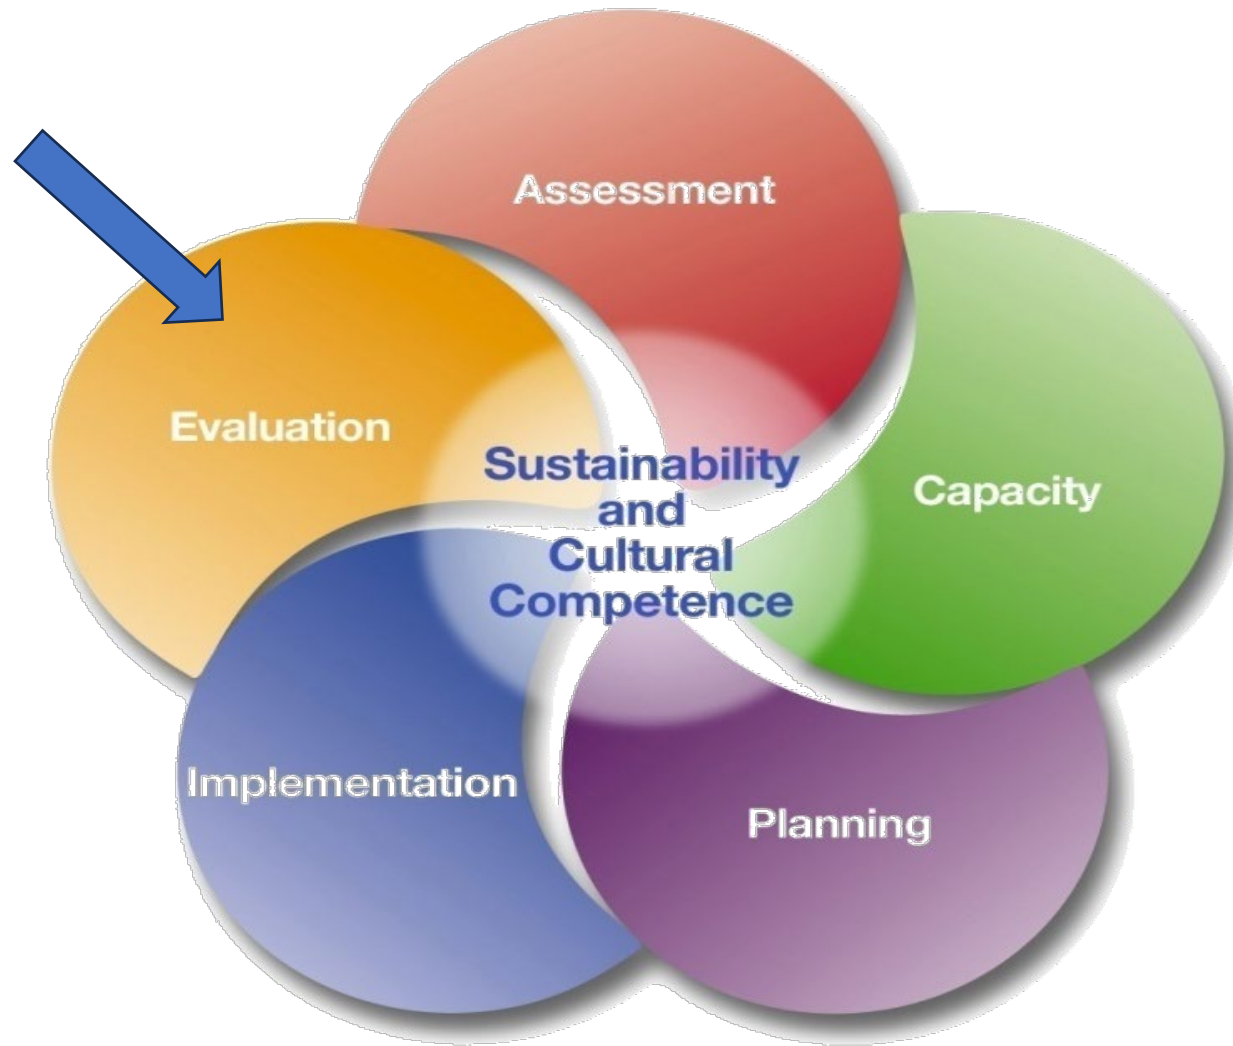 Assessment
Evaluation
Capacity
Sustainability
and
Cultural
Competence
Implementation
Planning